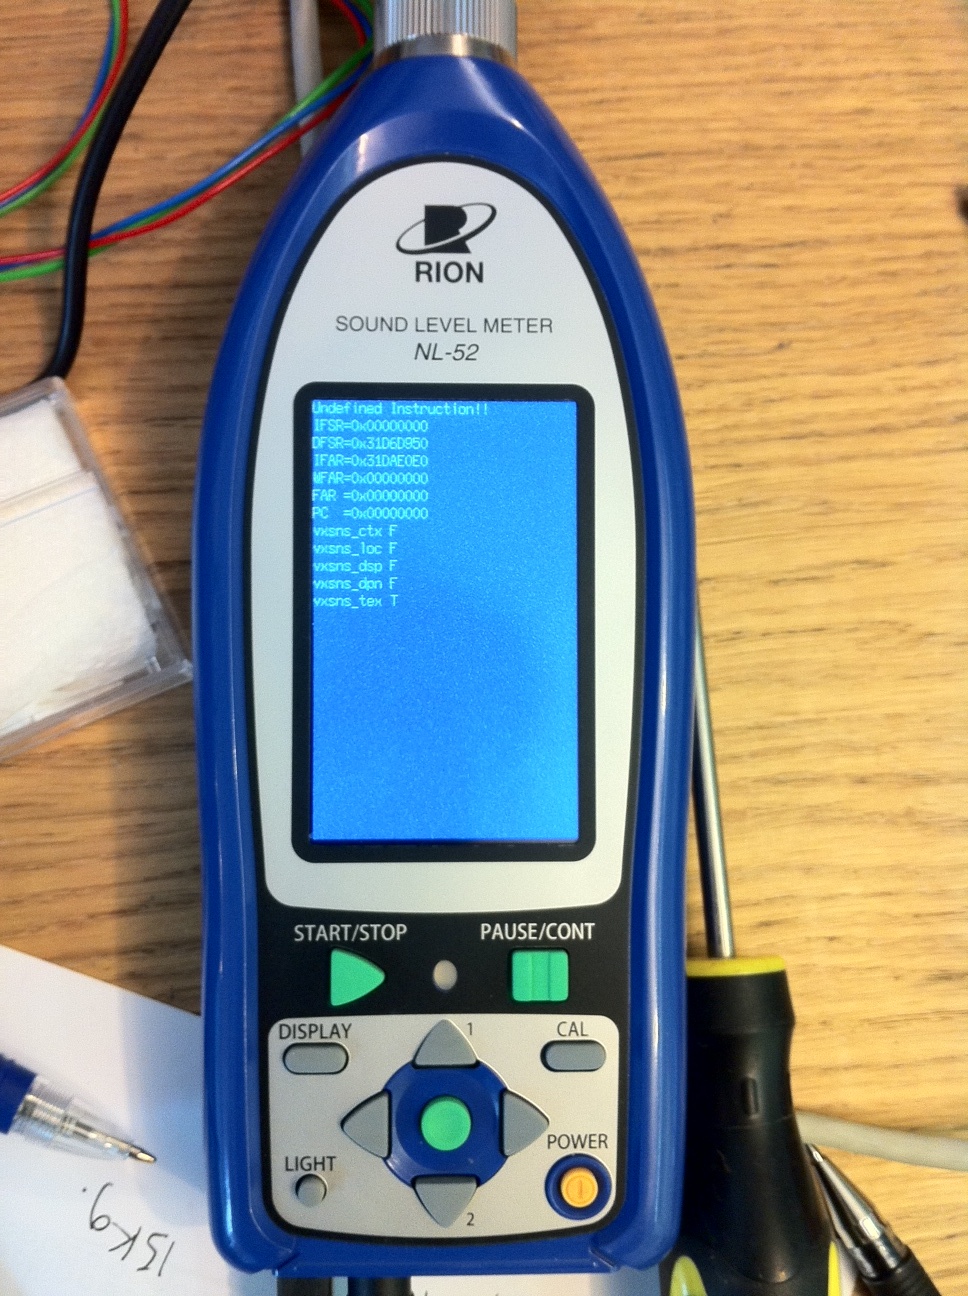 RION
SOUND LEVEL METER
NL-52
Undefined Instruction!!
IFSR=0x00000000
DFSR=0x31D6D950
IFAR=0x31DAE0E0
WFAR=0x00000000
FAR =0x00000000
PC  =0x00000000
vxsns_ctx F
vxsns_loc F
vxsns_dsp F
vxsns_dpn F
vxsns_tex T
START/STOP
PAUSE/CONT
DISPLAY
1
CAL
POWER
LIGHT
2
15Kg.